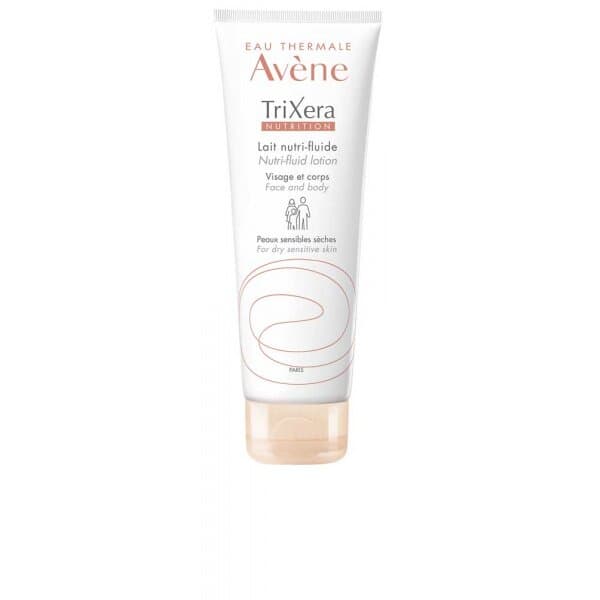 EAU THERMALE
Avène
TriXera
NUTRITION
Lait nutri-fluide
Nutri-fluid lotion
Visage et corps
Face and body
Peaux sensibles sèches
For dry sensitive skin
PARIS